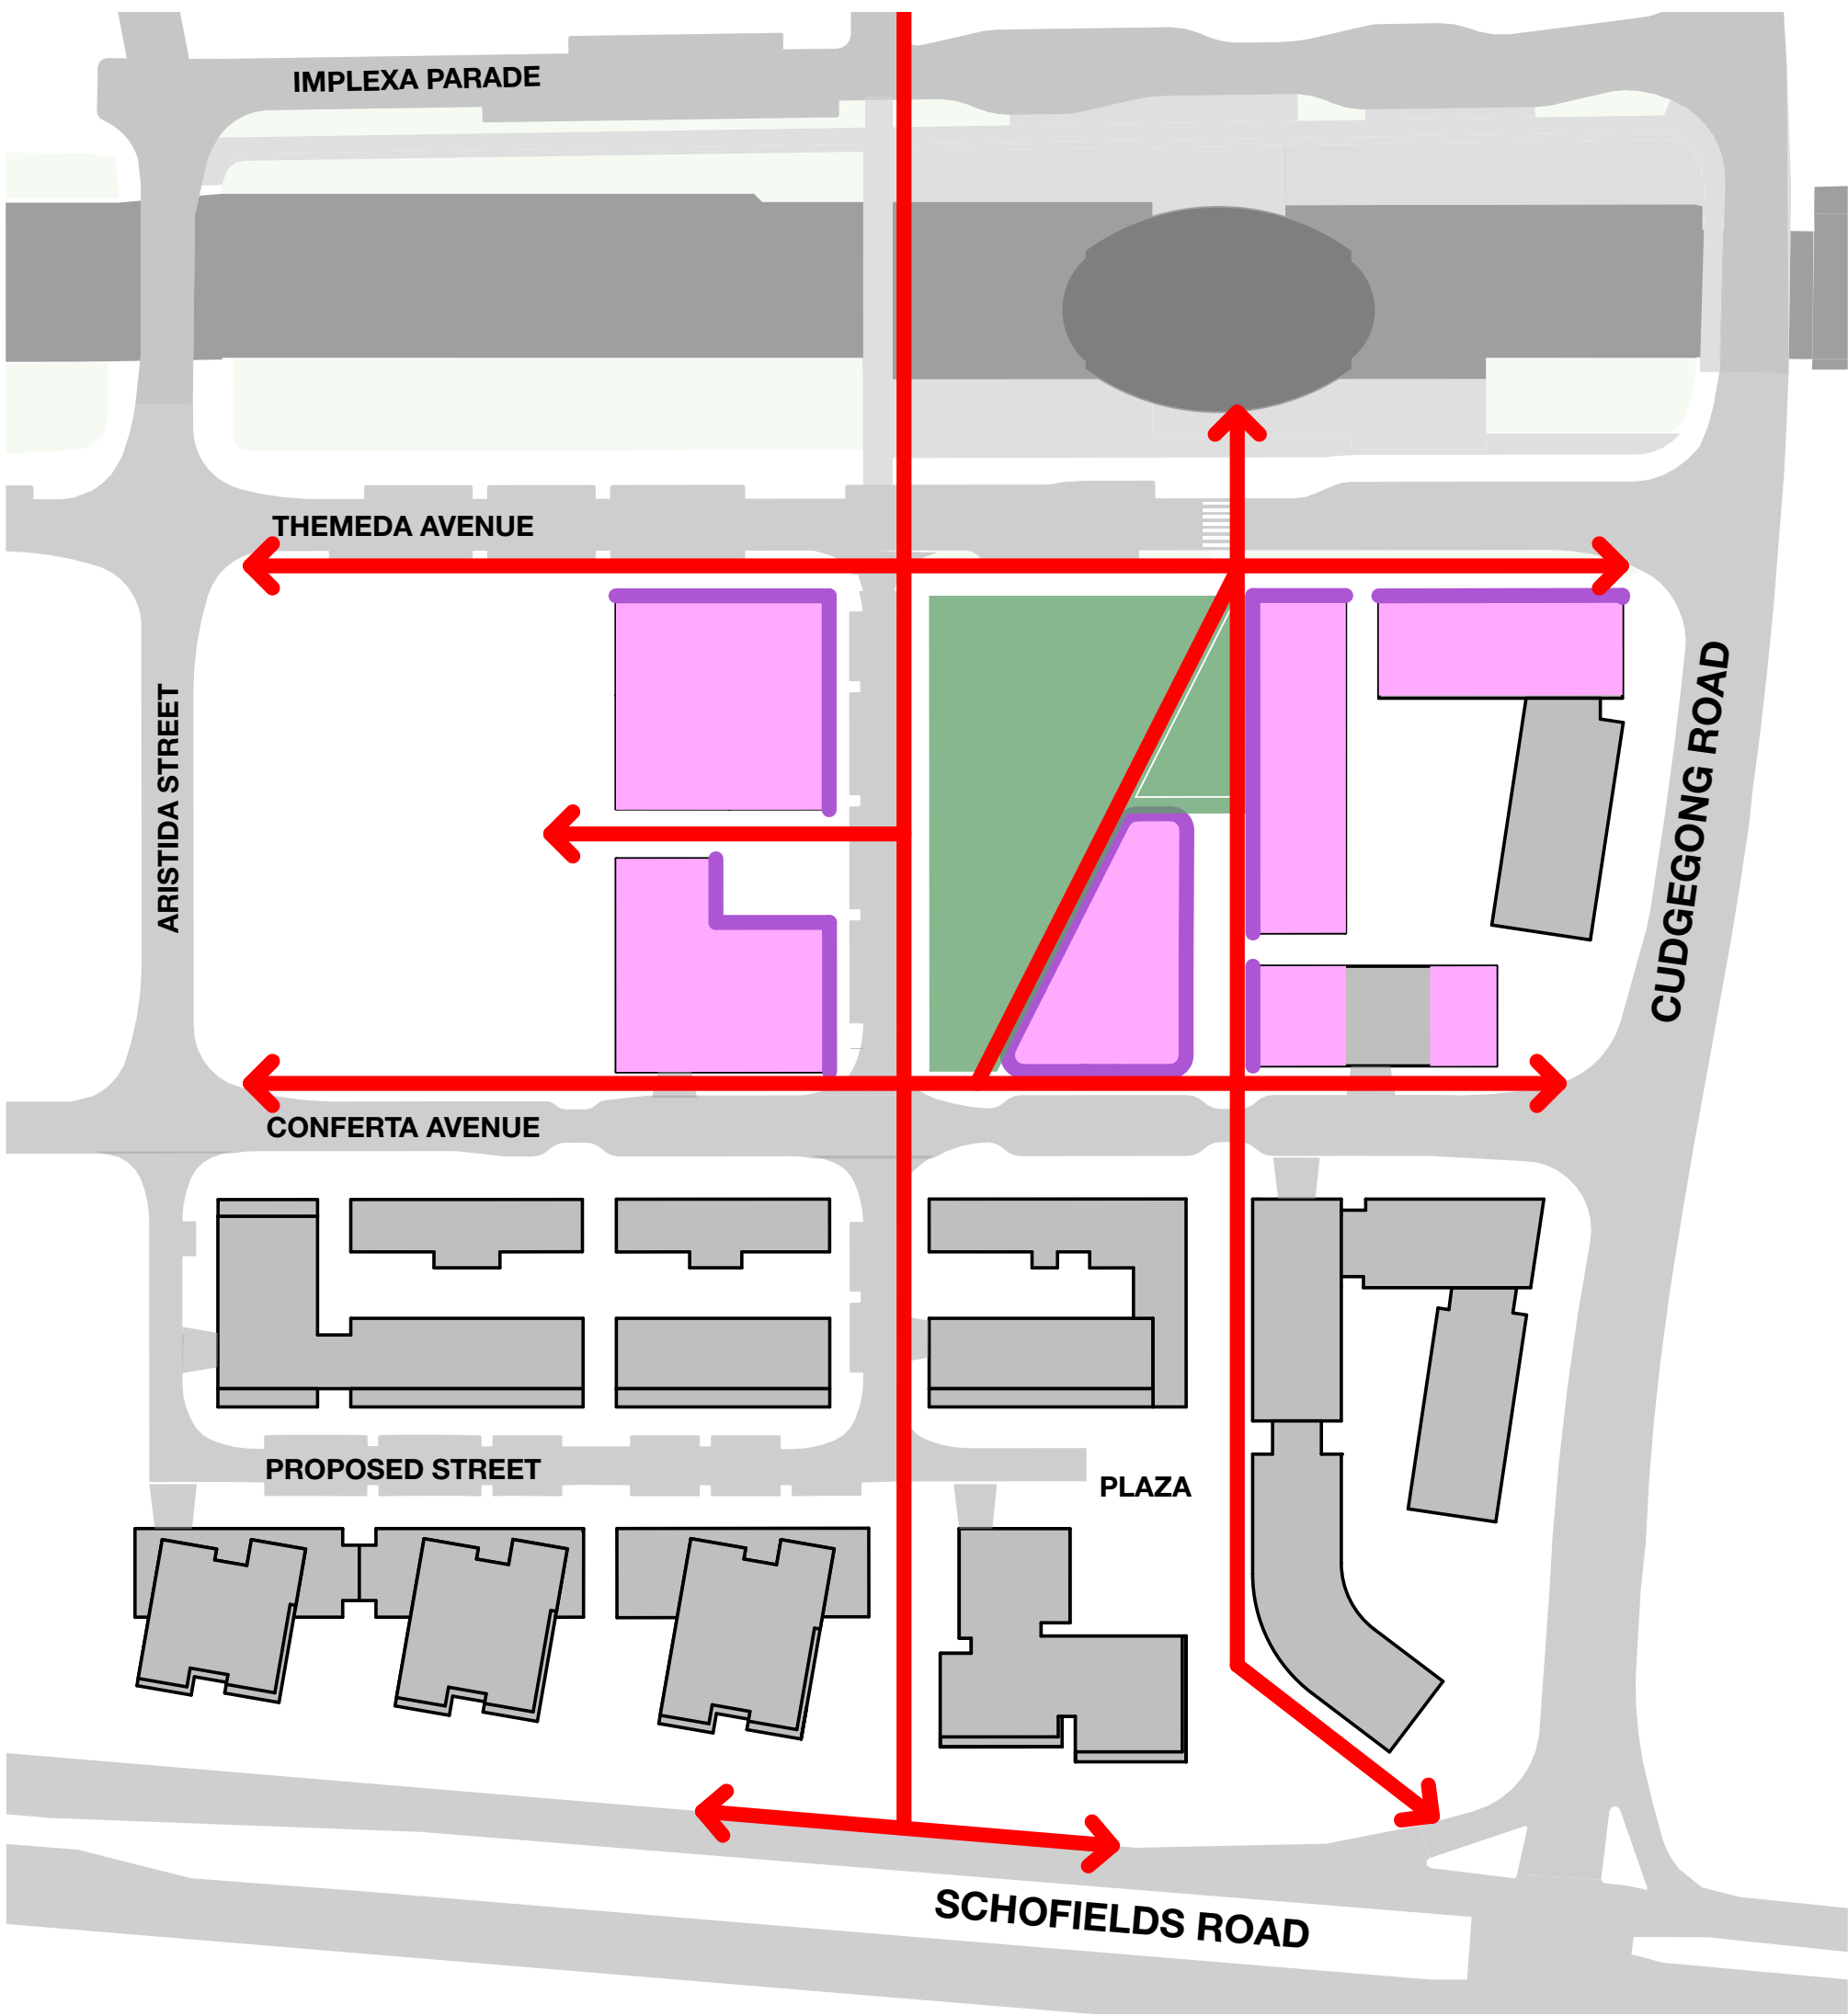 IMPLEXA PARADE
THEMEDA AVENUE
ARISTIDA STREET
CUDGEGONG ROAD
CONFERTA AVENUE
PROPOSED STREET
PLAZA
SCHOFIELDS ROAD